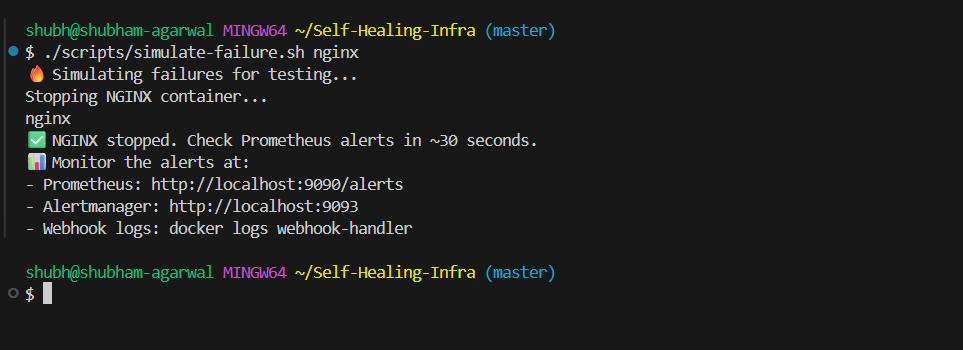 shubh@shubham-agarwal MINGW64 ~/Self-Healing-Infra (master)
$ ./scripts/simulate-failure.sh nginx
🔥 Simulating failures for testing...
Stopping NGINX container...
nginx
✅ NGINX stopped. Check Prometheus alerts in ~30 seconds.
📊 Monitor the alerts at:
- Prometheus: http://localhost:9090/alerts
- Alertmanager: http://localhost:9093
- Webhook logs: docker logs webhook-handler
shubh@shubham-agarwal MINGW64 ~/Self-Healing-Infra (master)
$